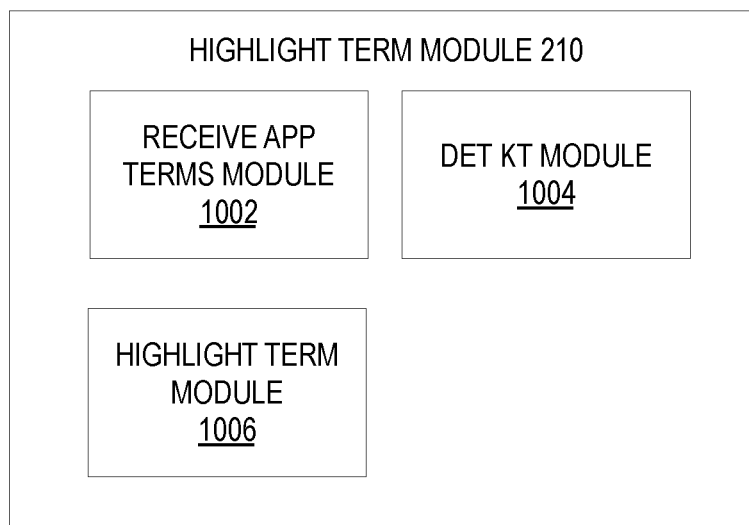 HIGHLIGHT TERM MODULE 210
RECEIVE APP
TERMS MODULE
1002
DET KT MODULE
1004
HIGHLIGHT TERM
MODULE
1006